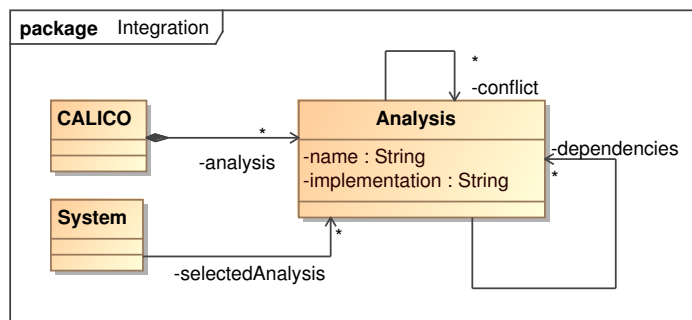 package Integration
*
-conflict
CALICO
Analysis
*
-analysis
-dependencies
-name : String
*
-implementation : String
System
*
-selectedAnalysis